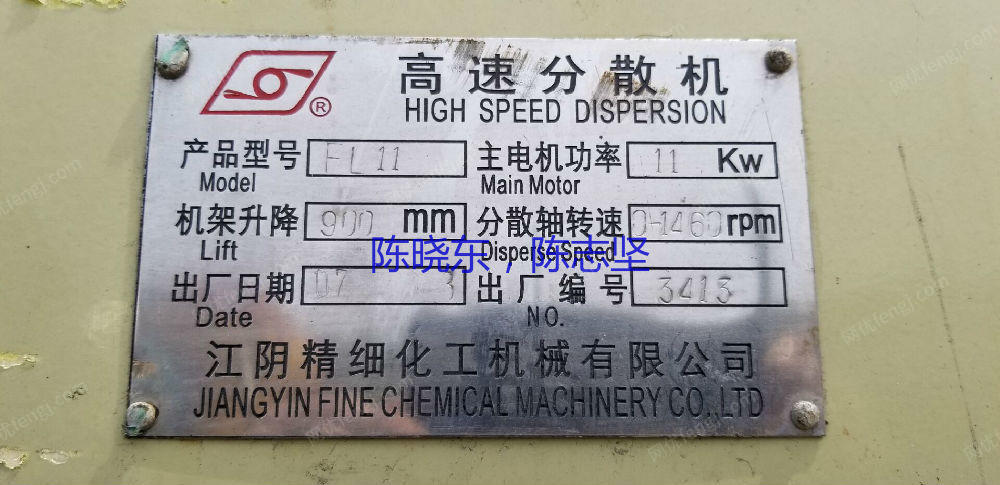 高速分散机
HIGH SPEED DISPERSION
®
产品型号 FL11 主电机功率 11 Kw
Model Main Motor
机架升降 900 mm 分散轴转速 0-1460 rpm
Lift Disperse Speed
陈晓东，陈志坚
出厂日期 07 3 出厂编号 3413
Date NO.
江阴精细化工机械有限公司
JIANGYIN FINE CHEMICAL MACHINERY CO.,LTD